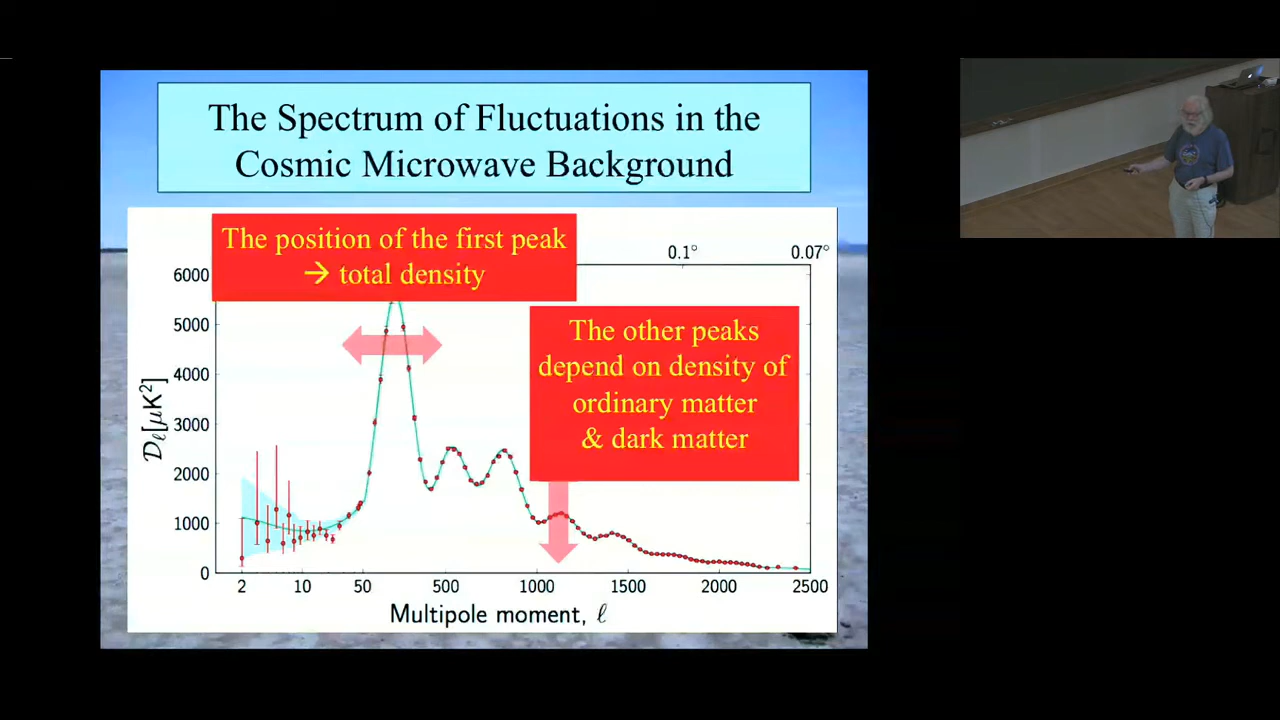 The Spectrum of Fluctuations in the
Cosmic Microwave Background
The position of the first peak
→ total density
0.1° 0.07°
The other peaks
depend on density of
ordinary matter
& dark matter
6000
5000
4000
3000
2000
1000
0
𝒟ℓ[μK²]
2 10 50 500 1000 1500 2000 2500
Multipole moment, ℓ